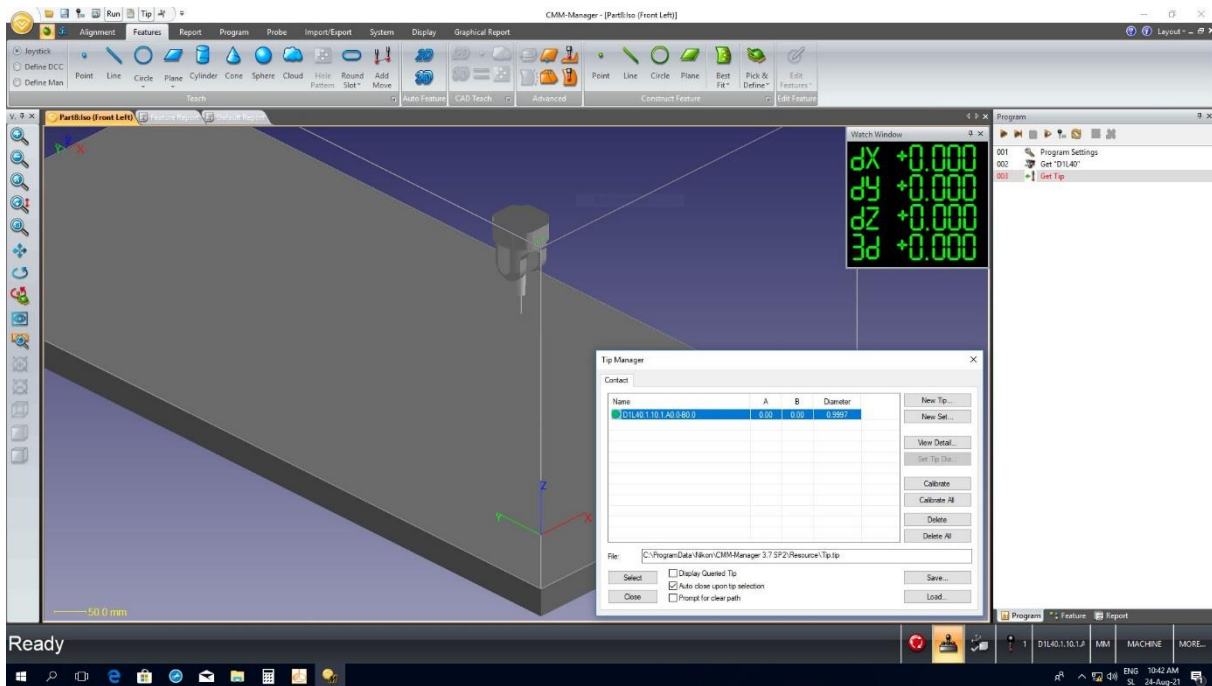 Run Tip
CMM-Manager - [Part8:Iso (Front Left)]
Alignment Features Report Program Probe Import/Export System Display Graphical Report
Layout
Joystick
Define DCC
Define Man
Point Line Circle Plane Cylinder Cone Sphere Cloud Hole Pattern Round Slot Add Move
2D
3D
Point Line Circle Plane Best Fit Pick & Define Edit Features
Teach Auto Feature CAD Teach Advanced Construct Feature Edit Feature
Part8:Iso (Front Left) Feature Report Default Report
Program
001 Program Settings
002 Get "D1L40"
003 Get Tip
Watch Window
dX +0.000
dY +0.000
dZ +0.000
3d +0.000
X
Z
Y X
50.0 mm
Tip Manager
Contact
Name A B Diameter
D1L40.1.10.1.A0.0-B0.0 0.00 0.00 0.9997
New Tip...
New Set...
View Detail...
Set Tip Dia...
Calibrate
Calibrate All
Delete
Delete All
File: C:\ProgramData\Nikon\CMM-Manager 3.7 SP2\Resource\Tip.tip
Select Display Queried Tip Save...
Auto close upon tip selection
Close Prompt for clear path Load...
Program Feature Report
Ready
1 D1L40.1.10.1.A MM MACHINE MORE...
ENG 10:42 AM
SL 24-Aug-21